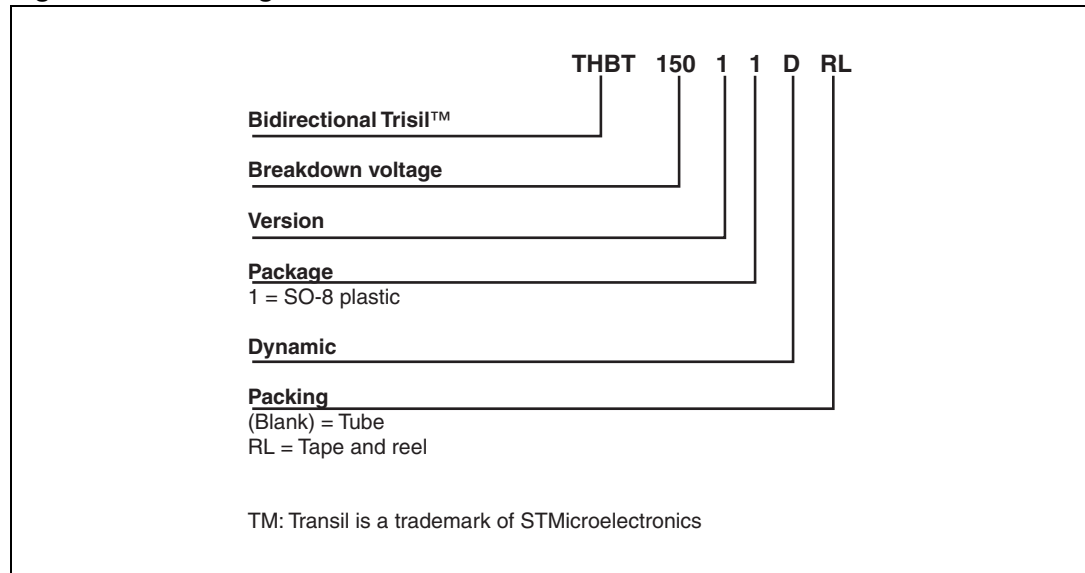 THBT 150 1 1 D RL
Bidirectional Trisil™
Breakdown voltage
Version
Package
1 = SO-8 plastic
Dynamic
Packing
(Blank) = Tube
RL = Tape and reel
TM: Transil is a trademark of STMicroelectronics